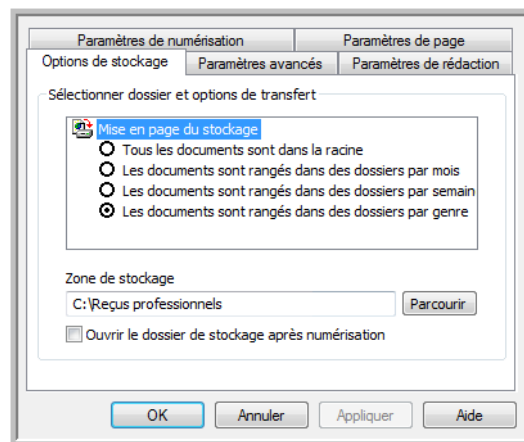 Paramètres de numérisation
Paramètres de page
Options de stockage
Paramètres avancés
Paramètres de rédaction
Sélectionner dossier et options de transfert
Mise en page du stockage
Tous les documents sont dans la racine
Les documents sont rangés dans des dossiers par mois
Les documents sont rangés dans des dossiers par semain
Les documents sont rangés dans des dossiers par genre
Zone de stockage
C:\Reçus professionnels
Parcourir
Ouvrir le dossier de stockage après numérisation
OK
Annuler
Appliquer
Aide